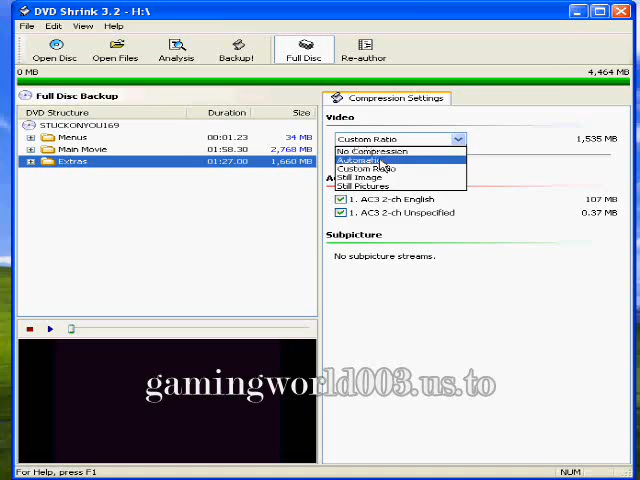 DVD Shrink 3.2 - H:\
File Edit View Help
Open Disc Open Files Analysis Backup! Full Disc Re-author
0 MB 4,464 MB
Full Disc Backup
DVD Structure Duration Size
STUCKONYOU169
Menus 00:01.23 34 MB
Main Movie 01:58.30 2,768 MB
Extras 01:27.00 1,660 MB
Compression Settings
Video
Custom Ratio 1,535 MB
No Compression
Automatic
Custom Ratio
Still Image
Still Pictures
1. AC3 2-ch English 107 MB
1. AC3 2-ch Unspecified 0.37 MB
Subpicture
No subpicture streams.
gamingworld003.us.to
For Help, press F1 NUM